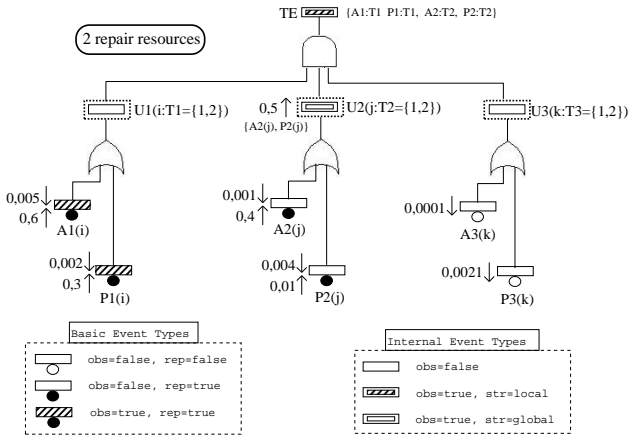 TE {A1:T1 P1:T1, A2:T2, P2:T2}
2 repair resources
U1(i:T1={1,2})
0,5 U2(j:T2={1,2})
{A2(j), P2(j)}
U3(k:T3={1,2})
0,005
0,6
A1(i)
0,001
0,4
A2(j)
0,0001
A3(k)
0,002
0,3
P1(i)
0,004
0,01
P2(j)
0,0021
P3(k)
Basic Event Types
obs=false, rep=false
obs=false, rep=true
obs=true, rep=true
Internal Event Types
obs=false
obs=true, str=local
obs=true, str=global